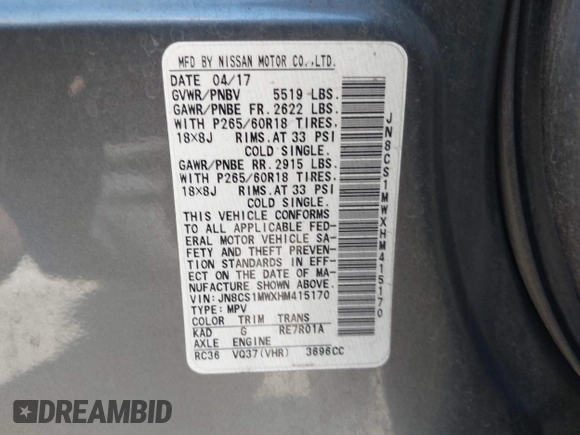 MFD BY NISSAN MOTOR CO.,LTD.
DATE 04/17
GVWR/PNBV 5519 LBS.
GAWR/PNBE FR. 2622 LBS.
WITH P265/60R18 TIRES.
18X8J RIMS.AT 33 PSI
COLD SINGLE.
GAWR/PNBE RR. 2915 LBS.
WITH P265/60R18 TIRES.
18X8J RIMS.AT 33 PSI
COLD SINGLE.
THIS VEHICLE CONFORMS
TO ALL APPLICABLE FED-
ERAL MOTOR VEHICLE SA-
FETY AND THEFT PREVEN-
TION STANDARDS IN EFF-
ECT ON THE DATE OF MA-
NUFACTURE SHOWN ABOVE.
VIN: JN8CS1MWXHM415170
TYPE: MPV
COLOR TRIM TRANS
KAD G RE7R01A
AXLE ENGINE
RC36 VQ37(VHR) 3696CC
JN8CS1MWXHM415170
DREAMBID